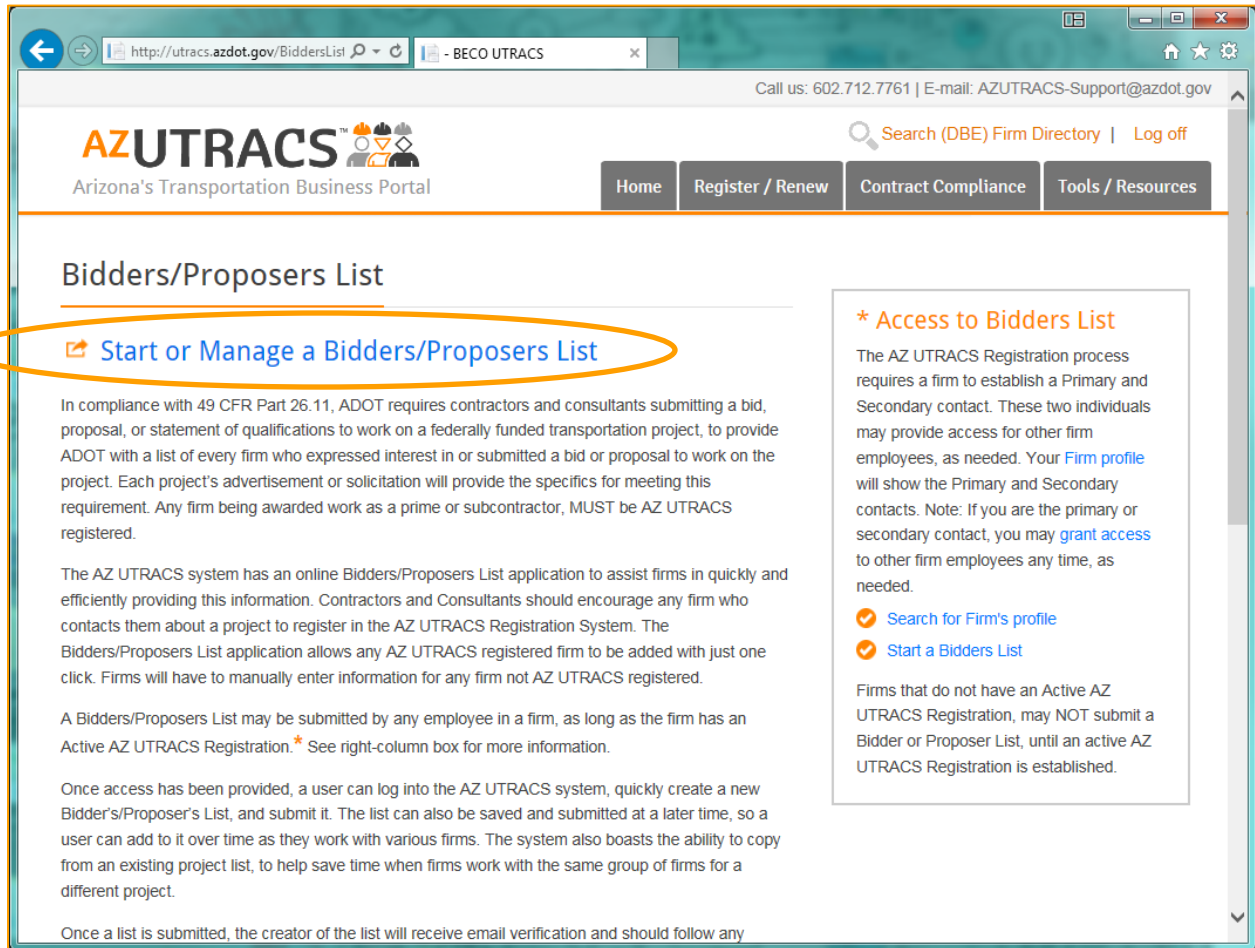 http://utracs.azdot.gov/BiddersList
- BECO UTRACS
Call us: 602.712.7761 | E-mail: AZUTRACS-Support@azdot.gov
AZUTRACS™
Arizona's Transportation Business Portal
Search (DBE) Firm Directory | Log off
Home Register / Renew Contract Compliance Tools / Resources
Bidders/Proposers List
Start or Manage a Bidders/Proposers List
In compliance with 49 CFR Part 26.11, ADOT requires contractors and consultants submitting a bid,
proposal, or statement of qualifications to work on a federally funded transportation project, to provide
ADOT with a list of every firm who expressed interest in or submitted a bid or proposal to work on the
project. Each project's advertisement or solicitation will provide the specifics for meeting this
requirement. Any firm being awarded work as a prime or subcontractor, MUST be AZ UTRACS
registered.
The AZ UTRACS system has an online Bidders/Proposers List application to assist firms in quickly and
efficiently providing this information. Contractors and Consultants should encourage any firm who
contacts them about a project to register in the AZ UTRACS Registration System. The
Bidders/Proposers List application allows any AZ UTRACS registered firm to be added with just one
click. Firms will have to manually enter information for any firm not AZ UTRACS registered.
A Bidders/Proposers List may be submitted by any employee in a firm, as long as the firm has an
Active AZ UTRACS Registration.* See right-column box for more information.
Once access has been provided, a user can log into the AZ UTRACS system, quickly create a new
Bidder's/Proposer's List, and submit it. The list can also be saved and submitted at a later time, so a
user can add to it over time as they work with various firms. The system also boasts the ability to copy
from an existing project list, to help save time when firms work with the same group of firms for a
different project.
Once a list is submitted, the creator of the list will receive email verification and should follow any
* Access to Bidders List
The AZ UTRACS Registration process
requires a firm to establish a Primary and
Secondary contact. These two individuals
may provide access for other firm
employees, as needed. Your Firm profile
will show the Primary and Secondary
contacts. Note: If you are the primary or
secondary contact, you may grant access
to other firm employees any time, as
needed.
Search for Firm's profile
Start a Bidders List
Firms that do not have an Active AZ
UTRACS Registration, may NOT submit a
Bidder or Proposer List, until an active AZ
UTRACS Registration is established.